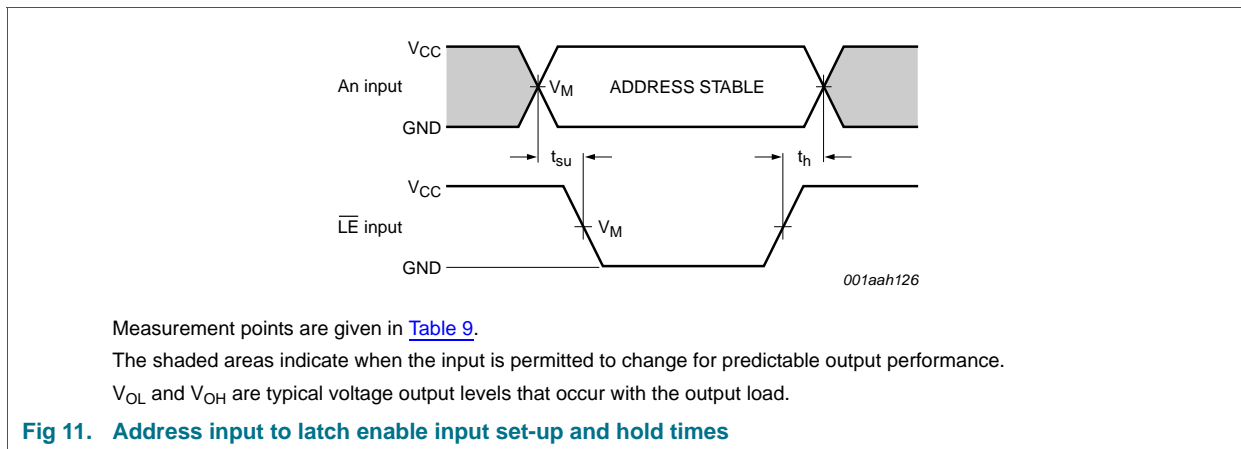 VCC
An input
VM
ADDRESS STABLE
GND
tsu
th
VCC
LE input
VM
GND
001aah126
Measurement points are given in Table 9.
The shaded areas indicate when the input is permitted to change for predictable output performance.
VOL and VOH are typical voltage output levels that occur with the output load.
Fig 11. Address input to latch enable input set-up and hold times